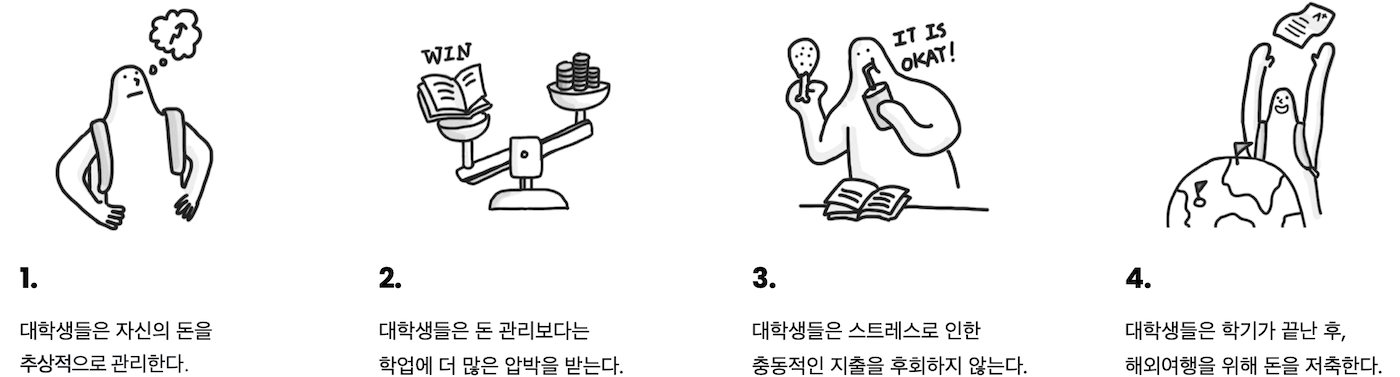 WIN
IT IS
OKAY!
1.
대학생들은 자신의 돈을
추상적으로 관리한다.
2.
대학생들은 돈 관리보다는
학업에 더 많은 압박을 받는다.
3.
대학생들은 스트레스로 인한
충동적인 지출을 후회하지 않는다.
4.
대학생들은 학기가 끝난 후,
해외여행을 위해 돈을 저축한다.